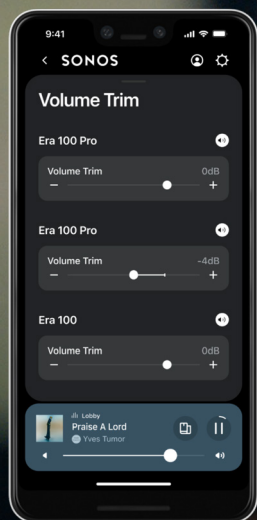 9:41
SONOS
Volume Trim
Era 100 Pro
Volume Trim 0dB
Era 100 Pro
Volume Trim -4dB
Era 100
Volume Trim 0dB
Lobby
Praise A Lord
Yves Tumor